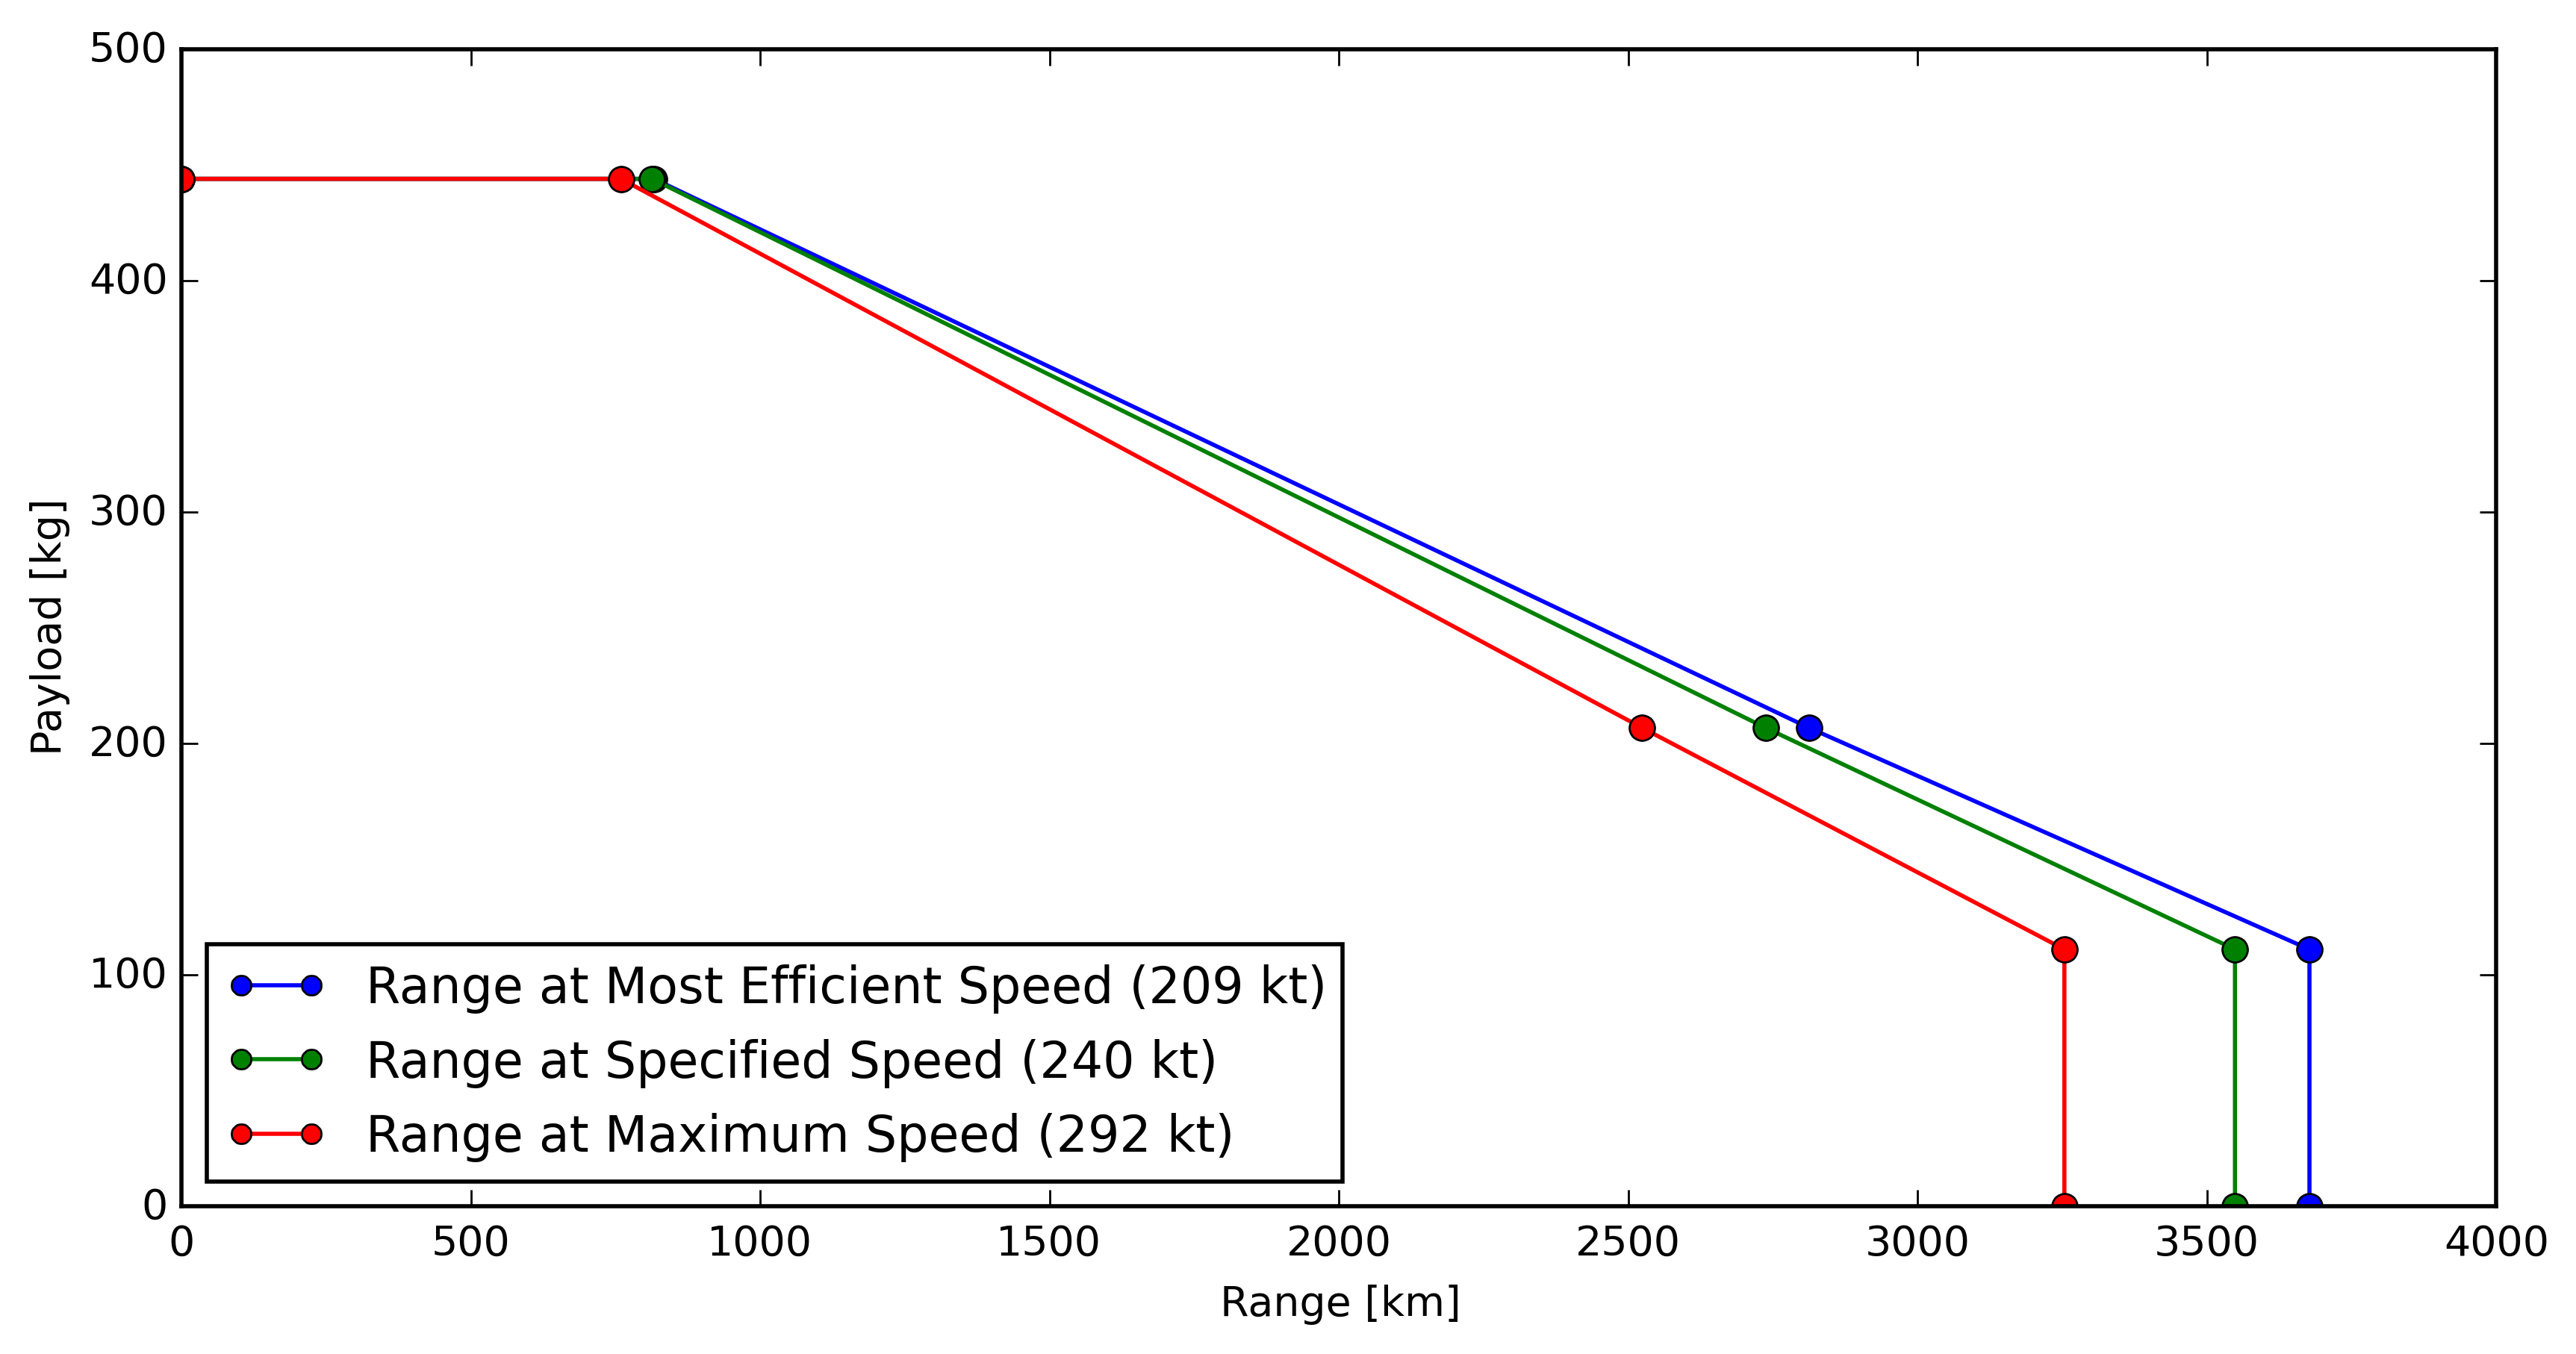 500
400
300
200
100
0
Payload [kg]
Range at Most Efficient Speed (209 kt)
Range at Specified Speed (240 kt)
Range at Maximum Speed (292 kt)
0 500 1000 1500 2000 2500 3000 3500 4000
Range [km]